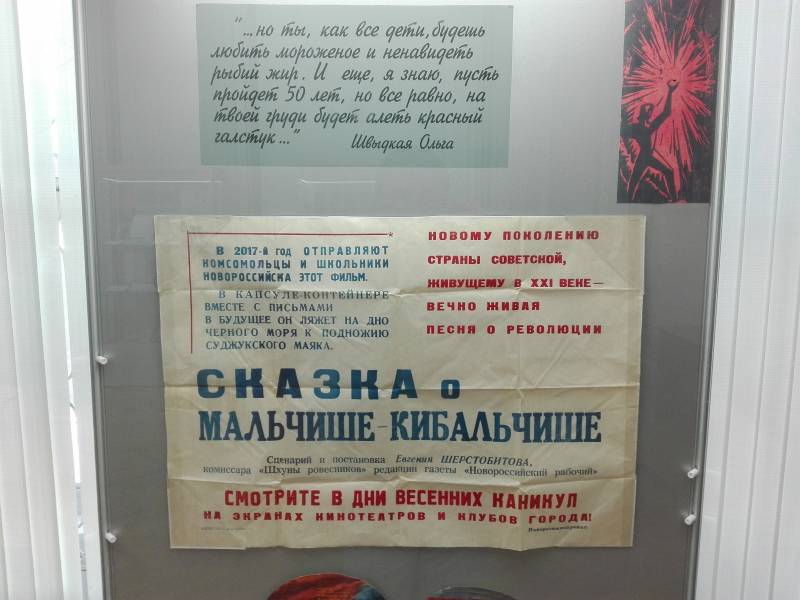 "...но ты, как все дети, будешь
любить мороженое и ненавидеть
рыбий жир. И еще, я знаю, пусть
пройдет 50 лет, но все равно, на
твоей груди будет алеть красный
галстук..." Швыдкая Ольга
В 2017-й год ОТПРАВЛЯЮТ
КОМСОМОЛЬЦЫ И ШКОЛЬНИКИ
НОВОРОССИЙСКА ЭТОТ ФИЛЬМ.
В КАПСУЛЕ-КОНТЕЙНЕРЕ
ВМЕСТЕ С ПИСЬМАМИ
В БУДУЩЕЕ ОН ЛЯЖЕТ НА ДНО
ЧЕРНОГО МОРЯ К ПОДНОЖИЮ
СУДЖУКСКОГО МАЯКА.
НОВОМУ ПОКОЛЕНИЮ
СТРАНЫ СОВЕТСКОЙ,
ЖИВУЩЕМУ В XXI ВЕКЕ—
ВЕЧНО ЖИВАЯ
ПЕСНЯ О РЕВОЛЮЦИИ
СКАЗКА о
МАЛЬЧИШЕ-КИБАЛЬЧИШЕ
Сценарий и постановка Евгения ШЕРСТОБИТОВА,
комиссара «Шхуны ровесников» редакции газеты «Новороссийский рабочий»
СМОТРИТЕ В ДНИ ВЕСЕННИХ КАНИКУЛ
НА ЭКРАНАХ КИНОТЕАТРОВ И КЛУБОВ ГОРОДА!